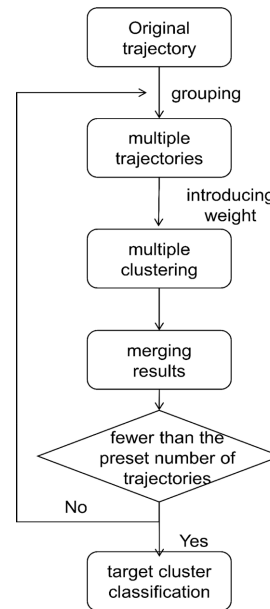 Original
trajectory
grouping
multiple
trajectories
introducing
weight
multiple
clustering
merging
results
fewer than the
preset number of
trajectories
No
Yes
target cluster
classification